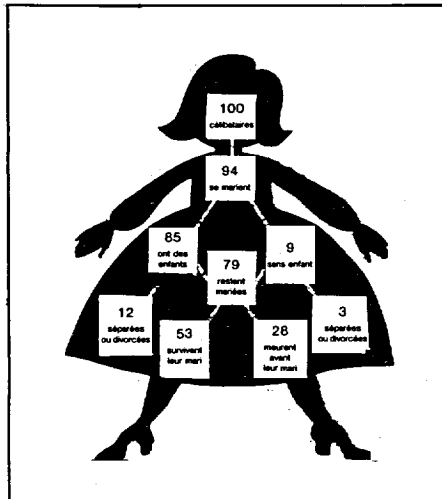 100
célibataires
94
se marient
85
ont des
enfants
9
sans enfant
79
restent
mariées
12
séparées
ou divorcées
53
survivent
leur mari
28
meurent
avant
leur mari
3
séparées
ou divorcées